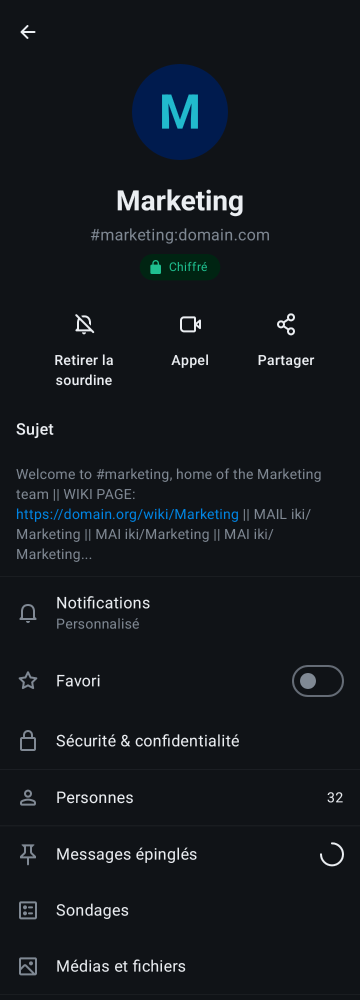 M
Marketing
#marketing:domain.com
Chiffré
Retirer la
sourdine
Appel
Partager
Sujet
Welcome to #marketing, home of the Marketing
team || WIKI PAGE:
https://domain.org/wiki/Marketing || MAIL iki/
Marketing || MAI iki/Marketing || MAI iki/
Marketing...
Notifications
Personnalisé
Favori
Sécurité & confidentialité
Personnes 32
Messages épinglés
Sondages
Médias et fichiers